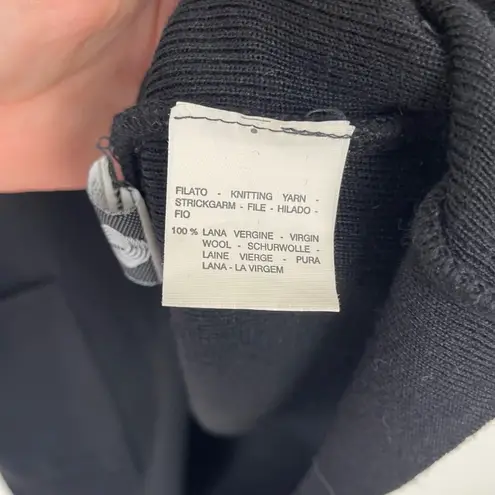 FILATO - KNITTING YARN -
STRICKGARM - FILE - HILADO -
FIO
100 % LANA VERGINE - VIRGIN
WOOL - SCHURWOLLE -
LAINE VIERGE - PURA
LANA - LA VIRGEM